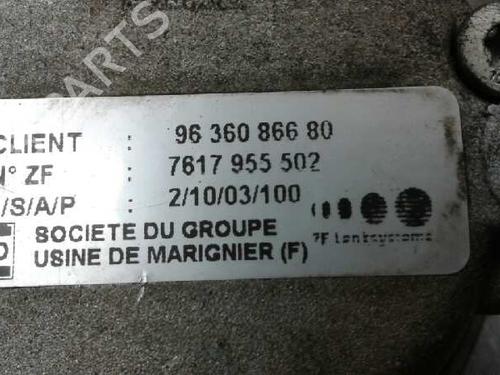 CLIENT : 96 360 866 80
N° ZF : 7617 955 502
/S/A/P : 2/10/03/100
SOCIETE DU GROUPE
USINE DE MARIGNIER (F)
ZF lenksysteme